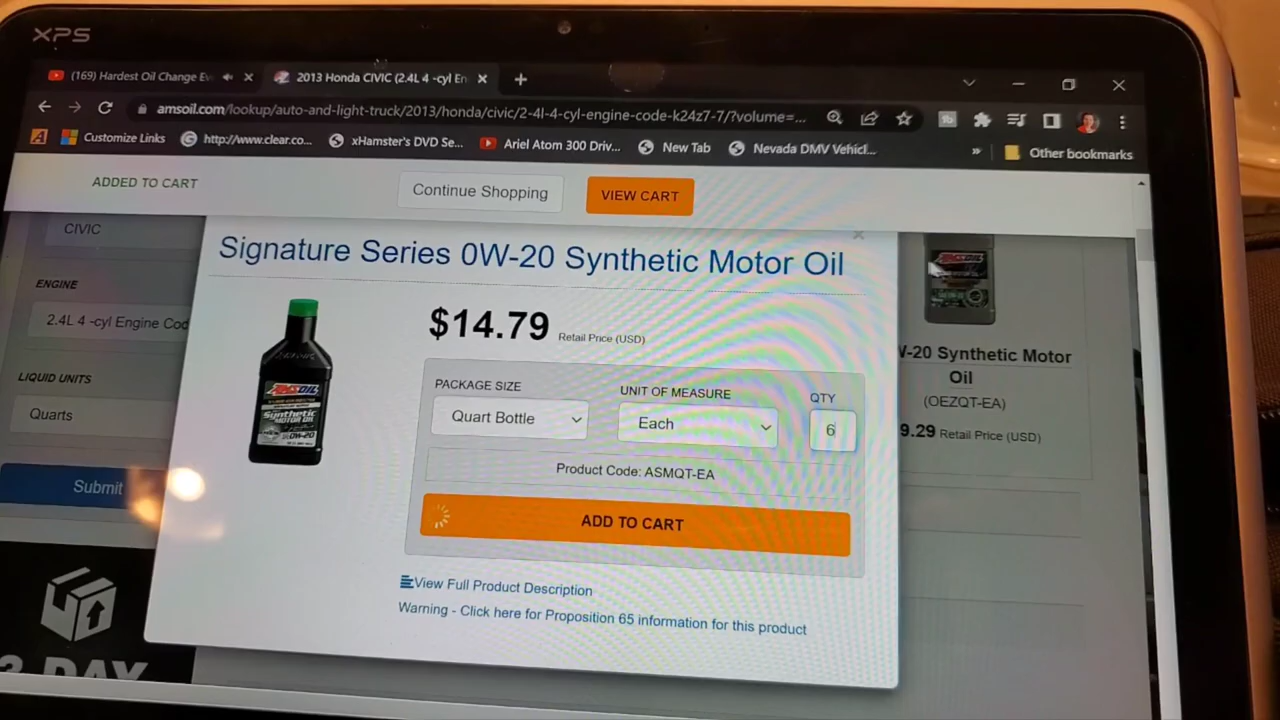 XPS
(169) Hardest Oil Change Ev
2013 Honda CIVIC (2.4L 4 -cyl En
amsoil.com/lookup/auto-and-light-truck/2013/honda/civic/2-4l-4-cyl-engine-code-k24z7-7/?volume=...
Customize Links
http://www.clear.co...
xHamster's DVD Se...
Ariel Atom 300 Driv...
New Tab
Nevada DMV Vehicl...
»
Other bookmarks
ADDED TO CART
Continue Shopping
VIEW CART
CIVIC
ENGINE
2.4L 4 -cyl Engine Cod
LIQUID UNITS
Quarts
Submit
3-DAY
Signature Series 0W-20 Synthetic Motor Oil
AMSOIL
Synthetic
MOTOR OIL
0W-20
$14.79 Retail Price (USD)
PACKAGE SIZE
UNIT OF MEASURE
QTY
Quart Bottle
Each
6
Product Code: ASMQT-EA
ADD TO CART
View Full Product Description
Warning - Click here for Proposition 65 information for this product
W-20 Synthetic Motor
Oil
(OEZQT-EA)
9.29 Retail Price (USD)